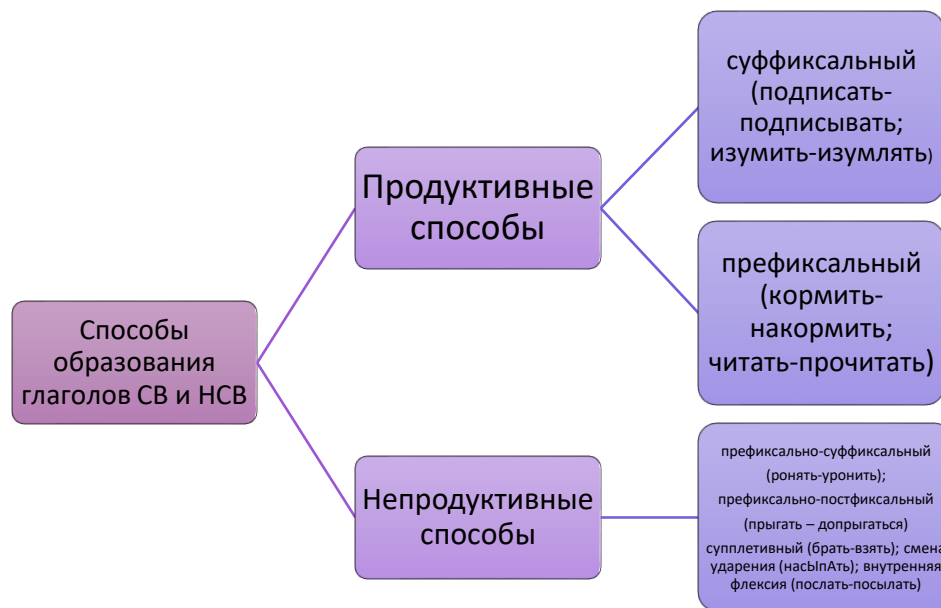 Способы
образования
глаголов СВ и НСВ
Продуктивные
способы
суффиксальный
(подписать-
подписывать;
изумить-изумлять)
префиксальный
(кормить-
накормить;
читать-прочитать)
Непродуктивные
способы
префиксально-суффиксальный
(ронять-уронить);
префиксально-постфиксальный
(прыгать – допрыгаться)
супплетивный (брать-взять); смена
ударения (насЫпАть); внутренняя
флексия (послать-посылать)